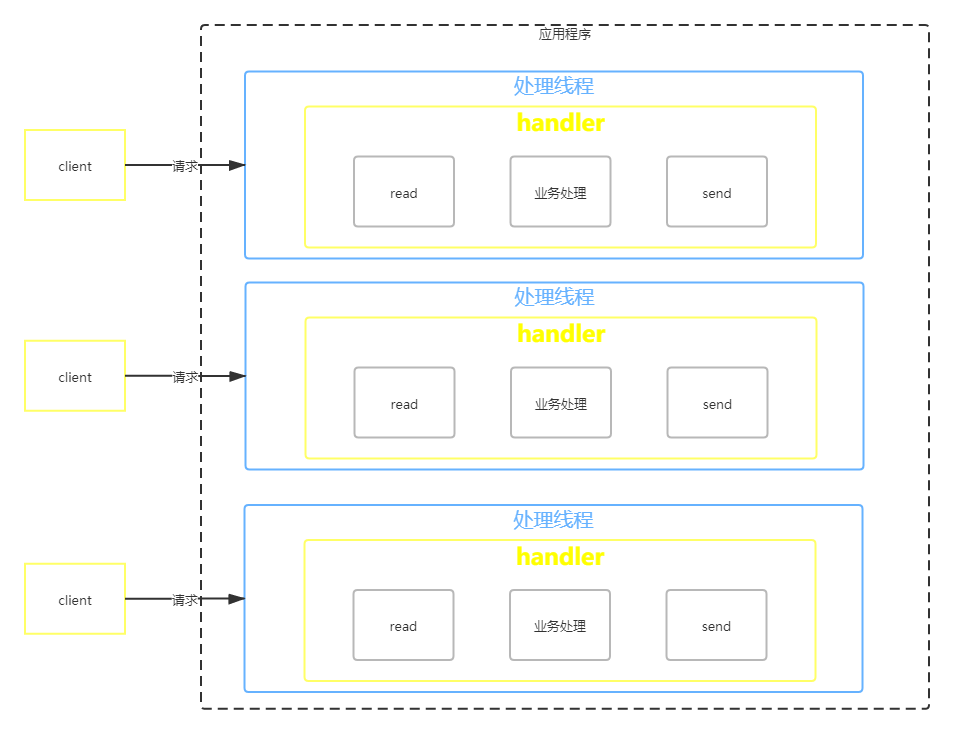 应用程序
处理线程
handler
client
请求
read
业务处理
send
处理线程
handler
client
请求
read
业务处理
send
处理线程
handler
client
请求
read
业务处理
send